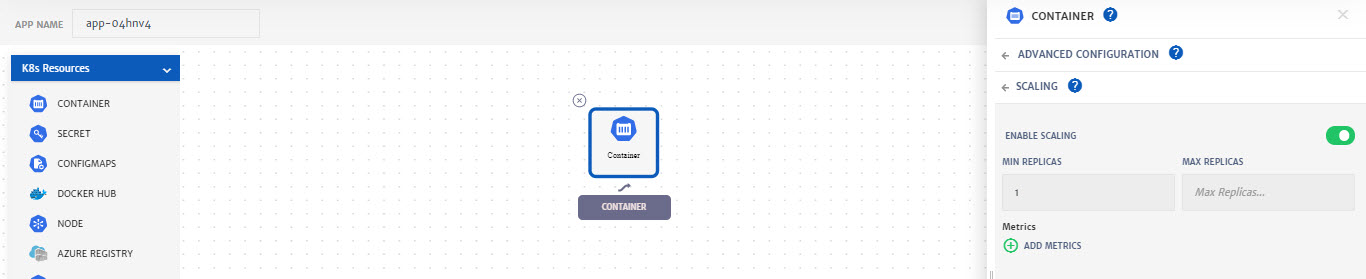 APP NAME
app-04hnv4
K8s Resources
CONTAINER
SECRET
CONFIGMAPS
DOCKER HUB
NODE
AZURE REGISTRY
Container
CONTAINER
CONTAINER ?
ADVANCED CONFIGURATION ?
SCALING ?
ENABLE SCALING
MIN REPLICAS MAX REPLICAS
1 Max Replicas...
Metrics
ADD METRICS